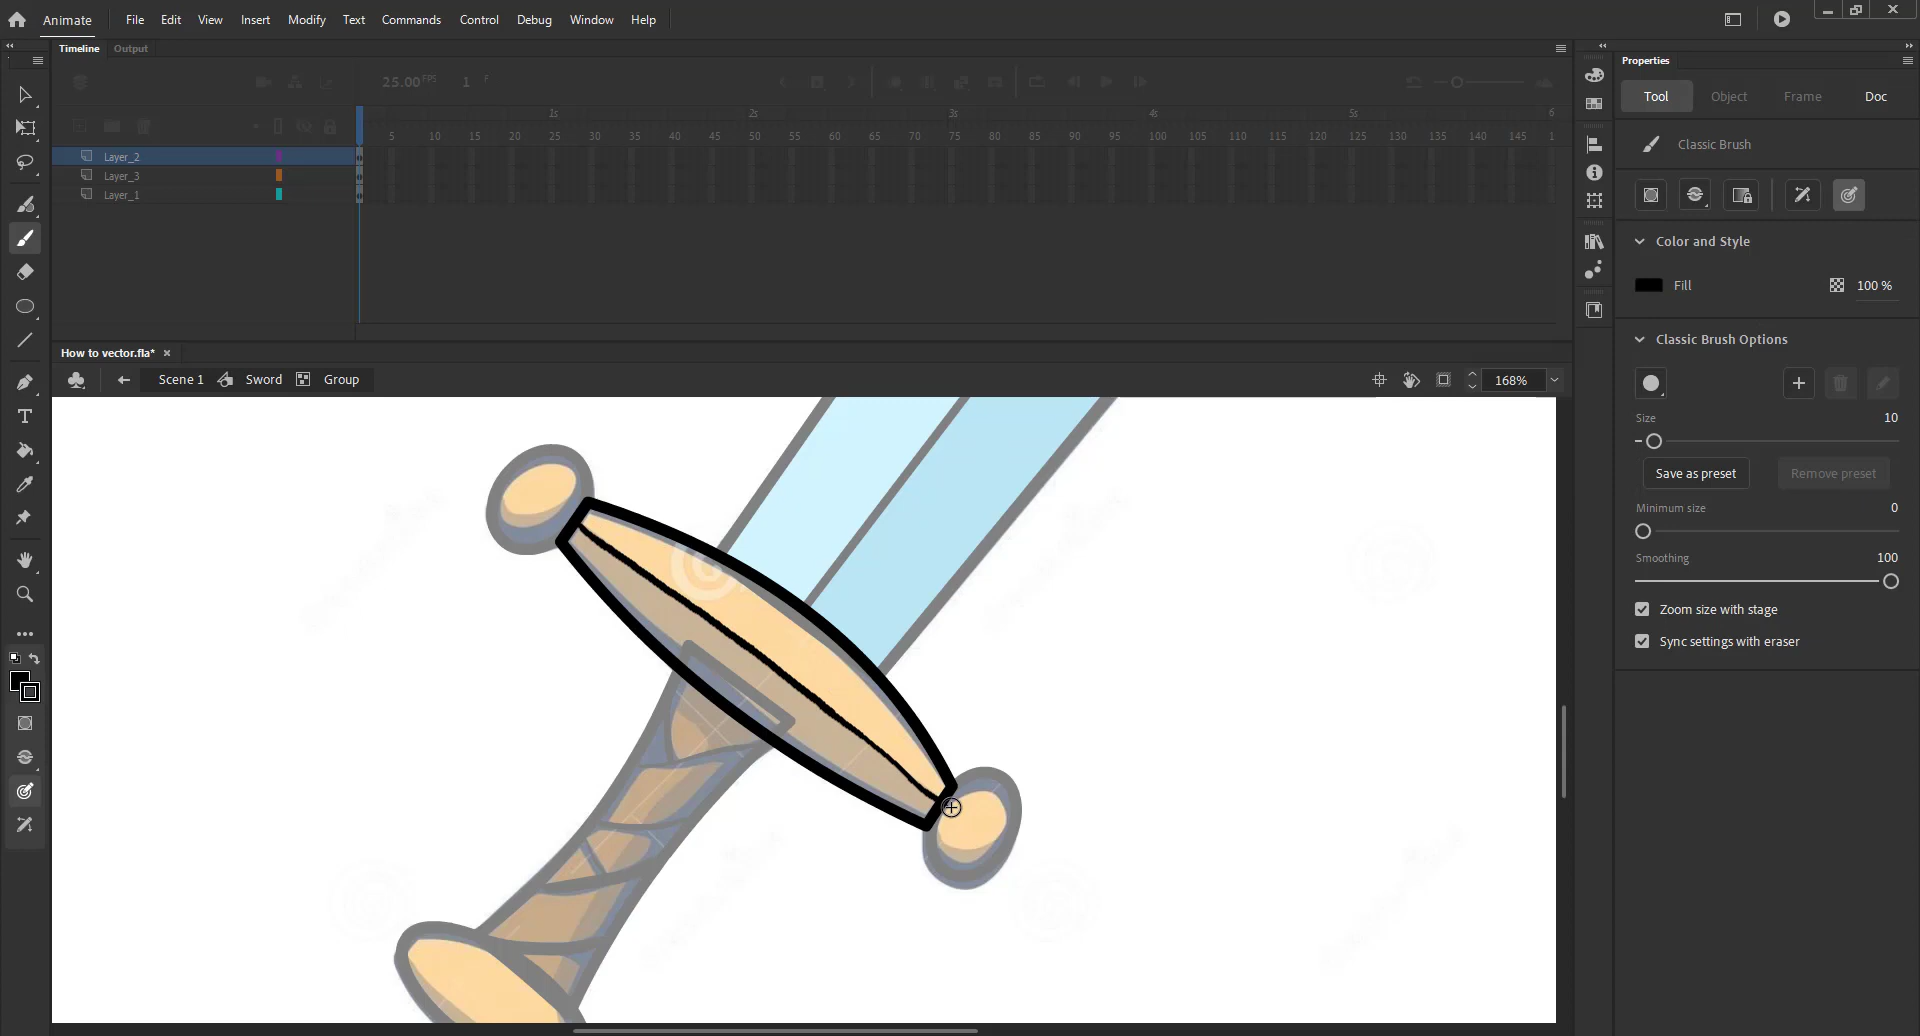 Animate File Edit View Insert Modify Text Commands Control Debug Window Help
Timeline Output
Properties
25.00 FPS 1 F
Tool Object Frame Doc
1s 2s 3s 4s 5s 6
5 10 15 20 25 30 35 40 45 50 55 60 65 70 75 80 85 90 95 100 105 110 115 120 125 130 135 140 145 1
Classic Brush
Layer_2
Layer_3
Layer_1
Color and Style
Fill 100 %
Classic Brush Options
How to vector.fla* ×
Scene 1 Sword Group 168%
Size 10
Save as preset Remove preset
Minimum size 0
Smoothing 100
Zoom size with stage
Sync settings with eraser